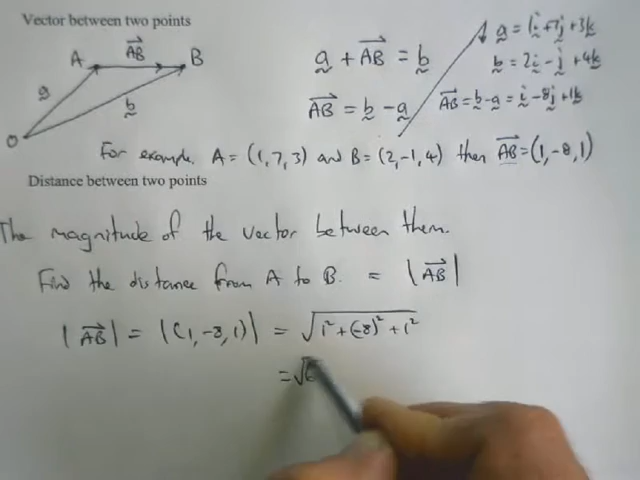 Vector between two points
A AB B
a
b
O
a + AB = b
AB = b - a
a = 1i + 7j + 3k
b = 2i - j + 4k
AB = b - a = i - 8j + 1k
For example. A = (1,7,3) and B = (2,-1,4) then AB = (1,-8,1)
Distance between two points
The magnitude of the vector between them.
Find the distance from A to B. = |AB|
|AB| = |(1,-8,1)| = √1² + (-8)² + 1²
= √6